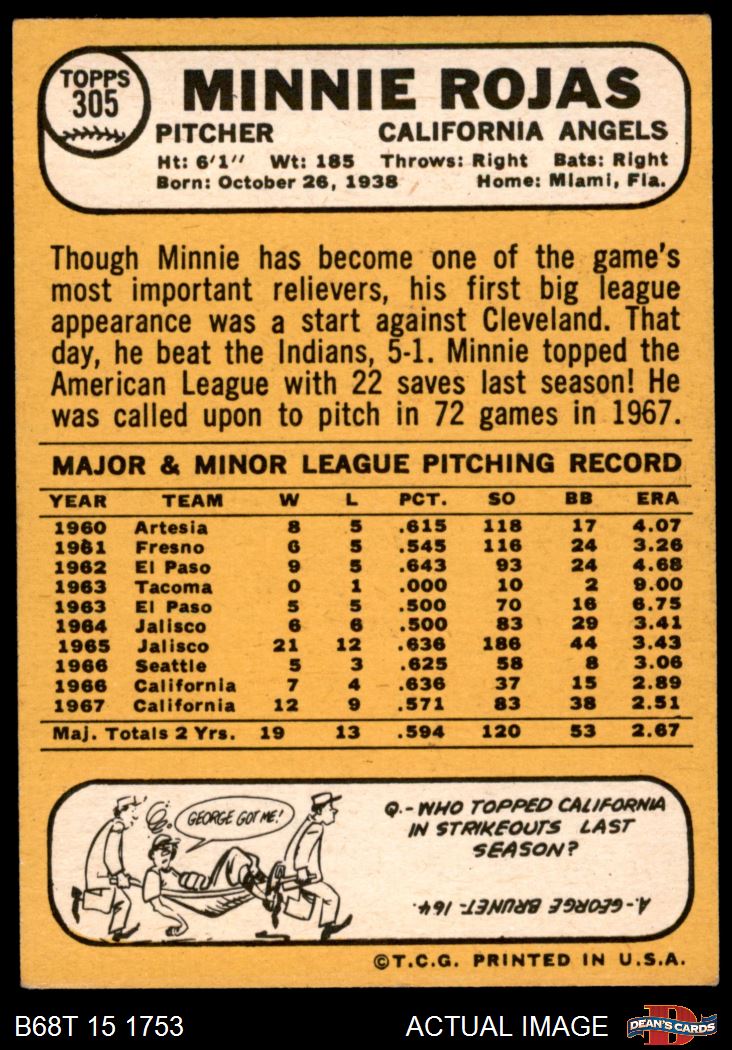 TOPPS
305
MINNIE ROJAS
PITCHER CALIFORNIA ANGELS
Ht: 6'1" Wt: 185 Throws: Right Bats: Right
Born: October 26, 1938 Home: Miami, Fla.
Though Minnie has become one of the game's
most important relievers, his first big league
appearance was a start against Cleveland. That
day, he beat the Indians, 5-1. Minnie topped the
American League with 22 saves last season! He
was called upon to pitch in 72 games in 1967.
MAJOR & MINOR LEAGUE PITCHING RECORD
YEAR TEAM W L PCT. SO BB ERA
1960 Artesia 8 5 .615 118 17 4.07
1961 Fresno 6 5 .545 116 24 3.26
1962 El Paso 9 5 .643 93 24 4.68
1963 Tacoma 0 1 .000 10 2 9.00
1963 El Paso 5 5 .500 70 16 6.75
1964 Jalisco 6 6 .500 83 29 3.41
1965 Jalisco 21 12 .636 186 44 3.43
1966 Seattle 5 3 .625 58 8 3.06
1966 California 7 4 .636 37 15 2.89
1967 California 12 9 .571 83 38 2.51
Maj. Totals 2 Yrs. 19 13 .594 120 53 2.67
GEORGE GOT ME!
Q.- WHO TOPPED CALIFORNIA
IN STRIKEOUTS LAST
SEASON?
A.-GEORGE BRUNET-164.
©T.C.G. PRINTED IN U.S.A.
B68T 15 1753 ACTUAL IMAGE
DEAN'S CARDS